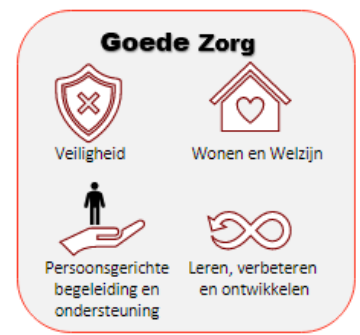 Goede Zorg
Veiligheid
Wonen en Welzijn
Persoonsgerichte
begeleiding en
ondersteuning
Leren, verbeteren
en ontwikkelen